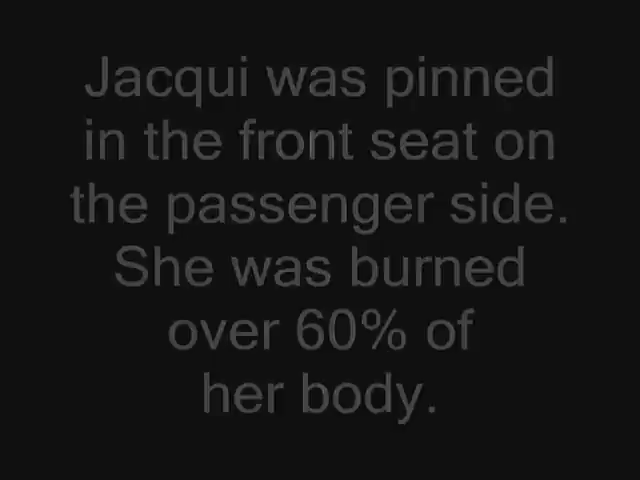 Jacqui was pinned
in the front seat on
the passenger side.
She was burned
over 60% of
her body.